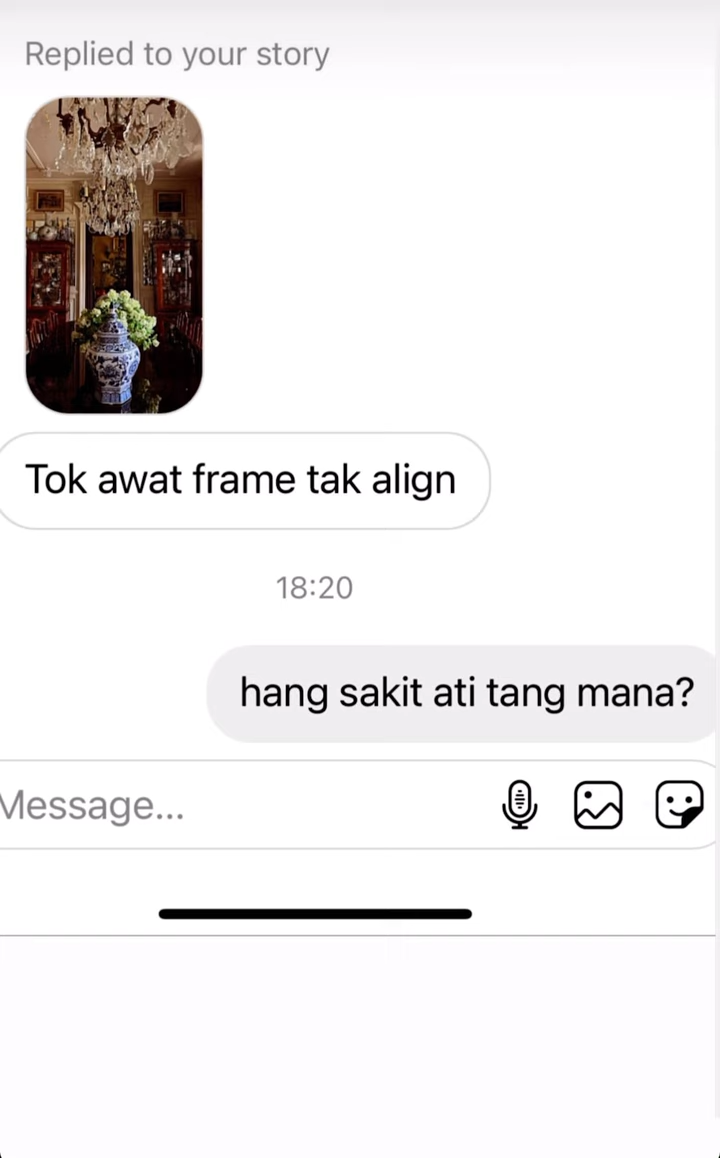 Replied to your story
Tok awat frame tak align
18:20
hang sakit ati tang mana?
Message...